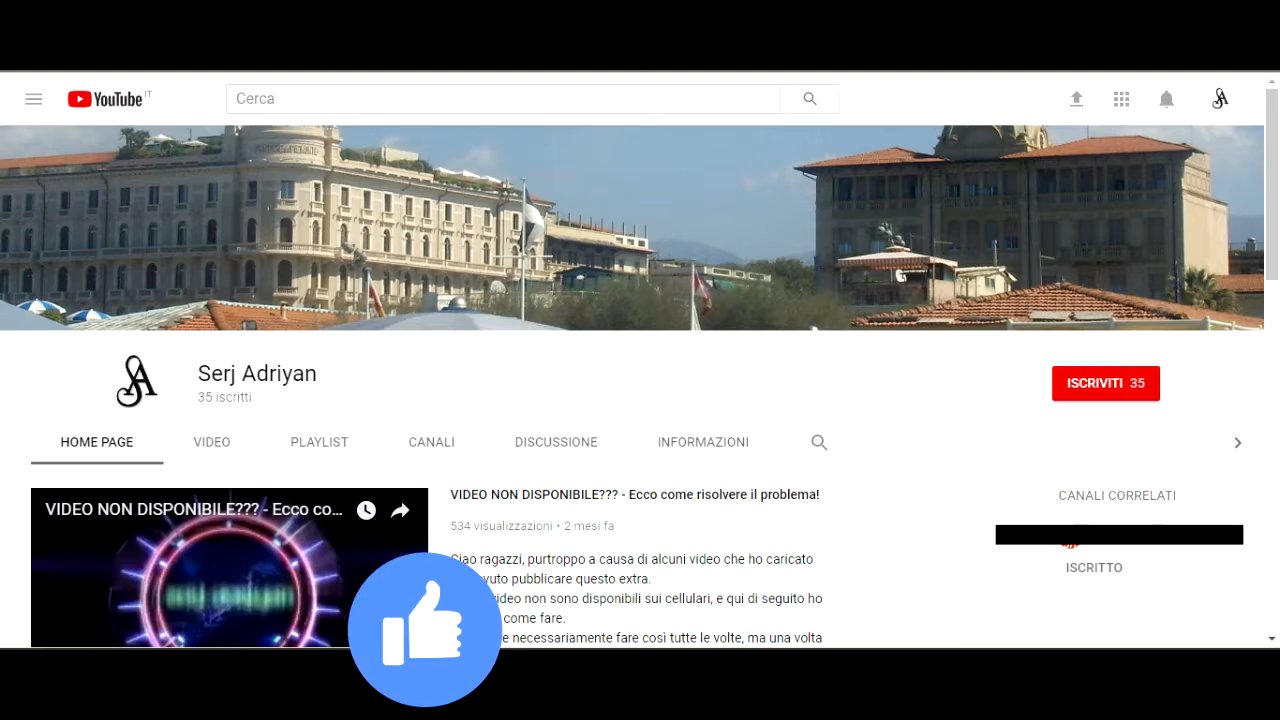 YouTube IT
Cerca
Serj Adriyan
35 iscritti
ISCRIVITI 35
HOME PAGE
VIDEO
PLAYLIST
CANALI
DISCUSSIONE
INFORMAZIONI
VIDEO NON DISPONIBILE??? - Ecco co...
VIDEO NON DISPONIBILE??? - Ecco come risolvere il problema!
534 visualizzazioni • 2 mesi fa
Ciao ragazzi, purtroppo a causa di alcuni video che ho caricato
vuto pubblicare questo extra.
video non sono disponibili sui cellulari, e qui di seguito ho
come fare.
e necessariamente fare così tutte le volte, ma una volta
CANALI CORRELATI
ISCRITTO